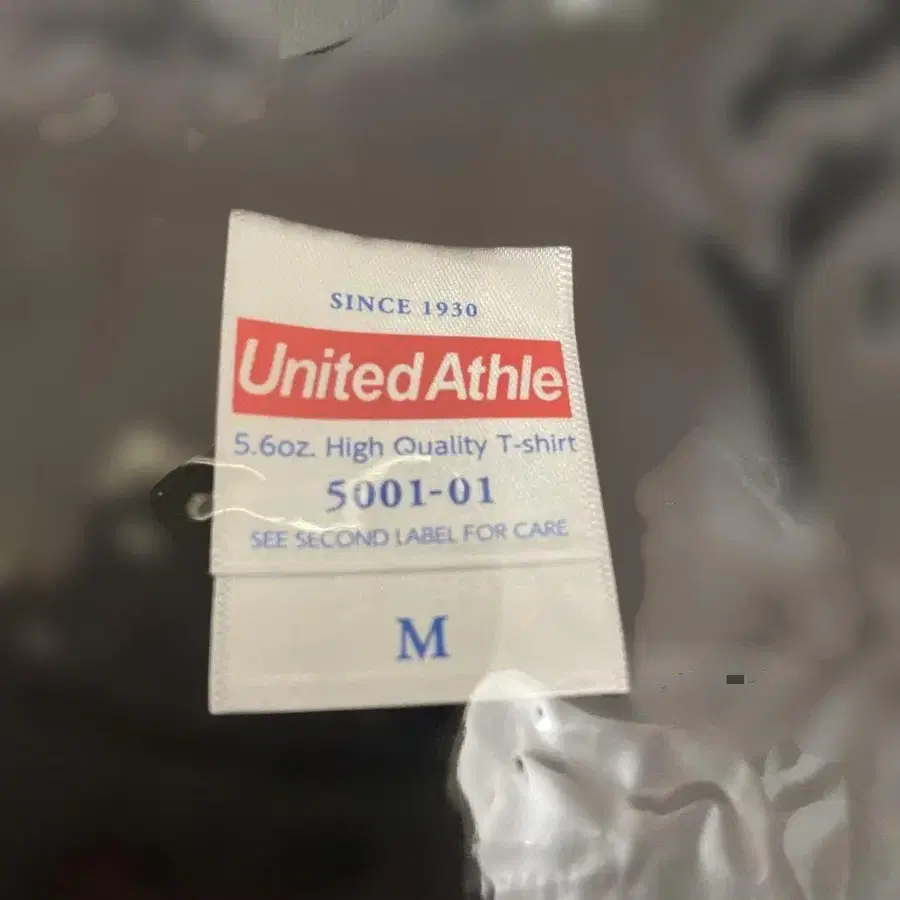 SINCE 1930
United Athle
5.6oz. High Quality T-shirt
5001-01
SEE SECOND LABEL FOR CARE
M